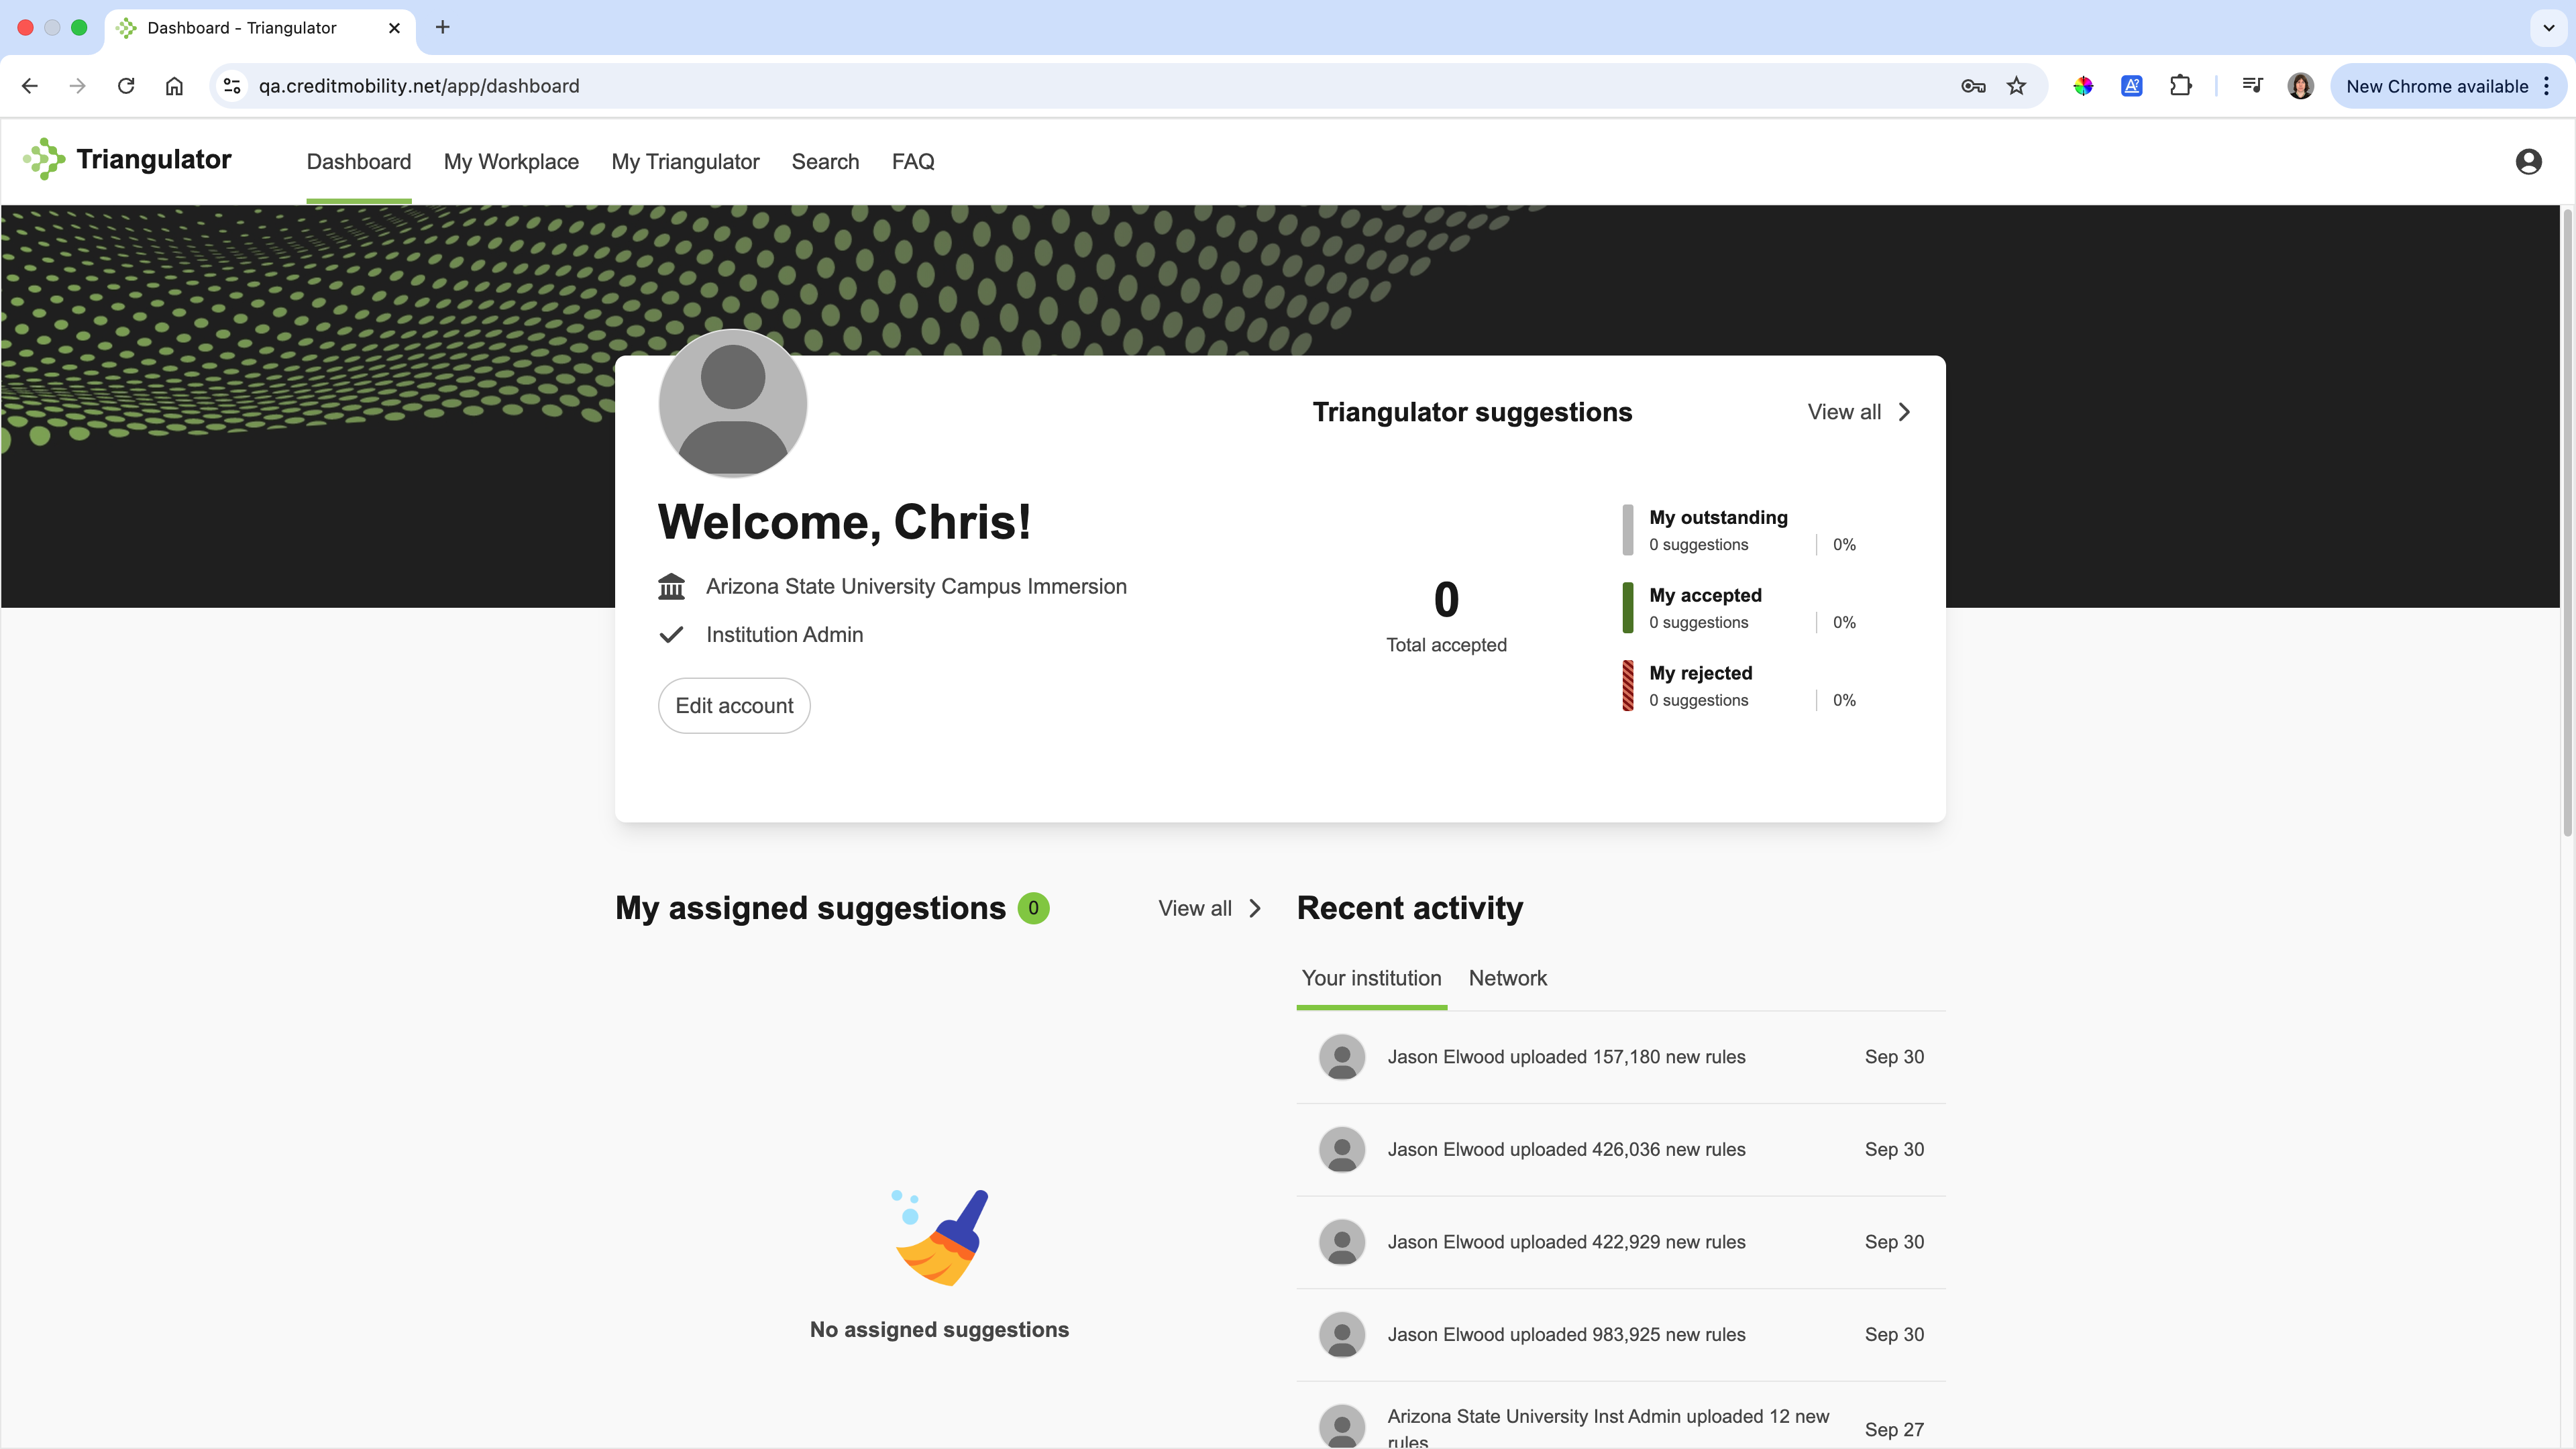 Dashboard - Triangulator
qa.creditmobility.net/app/dashboard
New Chrome available
Triangulator
Dashboard
My Workplace
My Triangulator
Search
FAQ
Triangulator suggestions
View all
Welcome, Chris!
Arizona State University Campus Immersion
Institution Admin
Edit account
0
Total accepted
My outstanding
0 suggestions
0%
My accepted
0 suggestions
0%
My rejected
0 suggestions
0%
My assigned suggestions 0
View all
No assigned suggestions
Recent activity
Your institution
Network
Jason Elwood uploaded 157,180 new rules
Sep 30
Jason Elwood uploaded 426,036 new rules
Sep 30
Jason Elwood uploaded 422,929 new rules
Sep 30
Jason Elwood uploaded 983,925 new rules
Sep 30
Arizona State University Inst Admin uploaded 12 new
rules
Sep 27